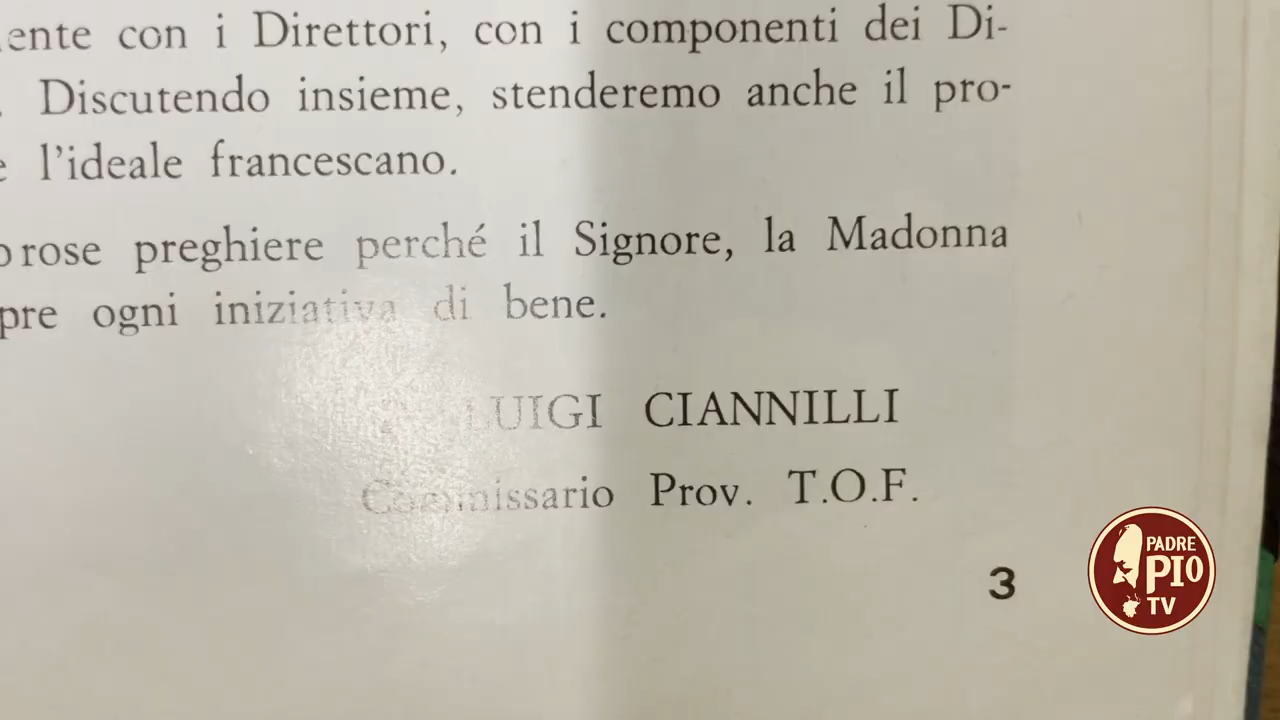 ente con i Direttori, con i componenti dei Di-
. Discutendo insieme, stenderemo anche il pro-
e l'ideale francescano.
rose preghiere perché il Signore, la Madonna
pre ogni iniziativa di bene.
LUIGI CIANNILLI
Commissario Prov. T.O.F.
3
PADRE
PIO
TV